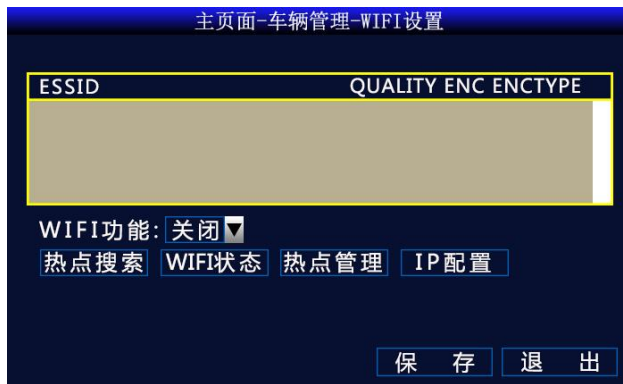 主页面-车辆管理-WIFI设置
ESSID QUALITY ENC ENCTYPE
WIFI功能: 关闭
热点搜索 WIFI状态 热点管理 IP配置
保 存 退 出